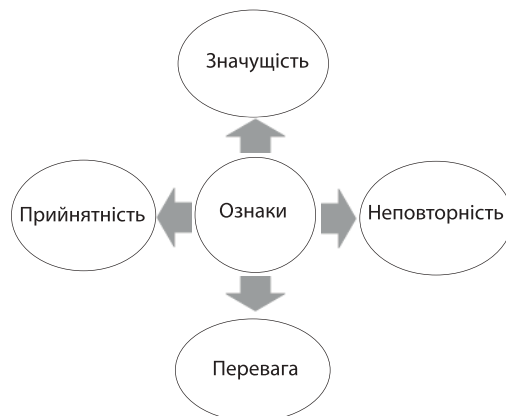 Значущість
Прийнятність
Ознаки
Неповторність
Перевага